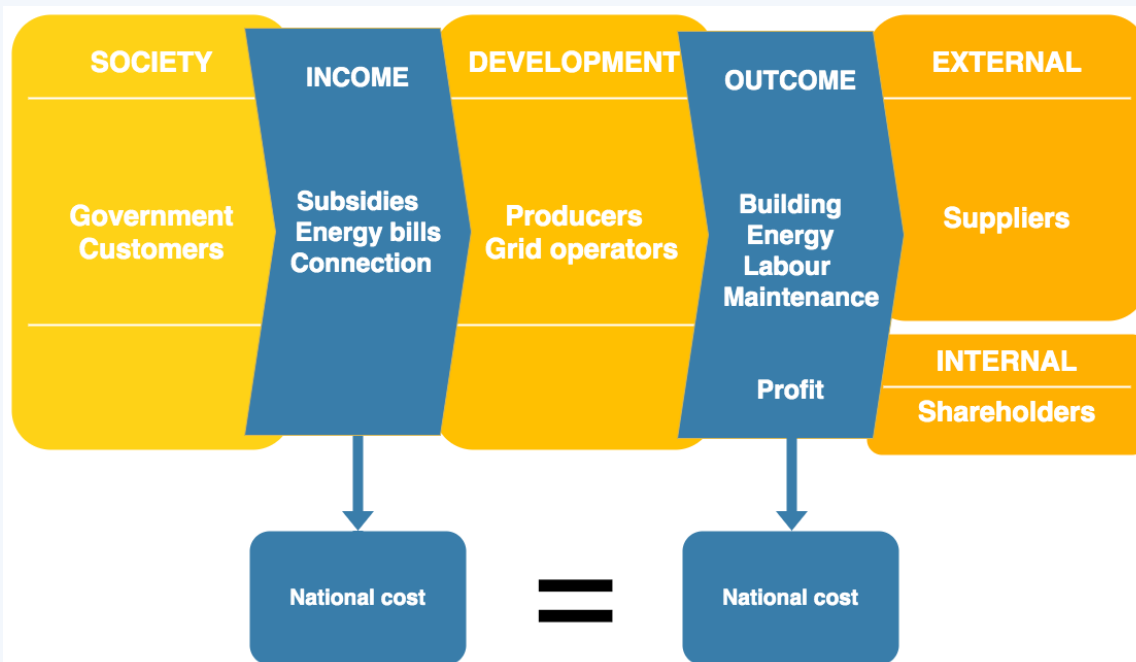 SOCIETY
Government
Customers
INCOME
Subsidies
Energy bills
Connection
DEVELOPMENT
Producers
Grid operators
OUTCOME
Building
Energy
Labour
Maintenance
Profit
EXTERNAL
Suppliers
INTERNAL
Shareholders
National cost
=
National cost